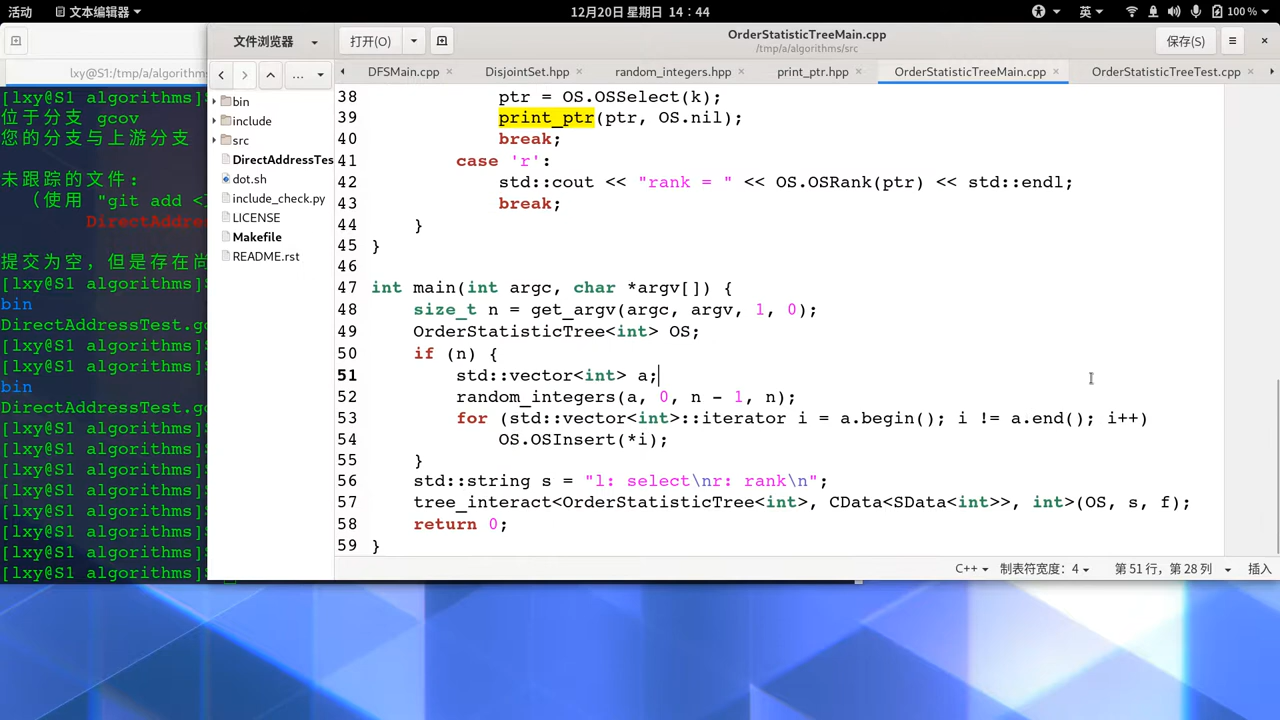 活动
文本编辑器
12月20日 星期日 14：44
英
100 %
lxy@S1:/tmp/a/algorithms
[lxy@S1 algorithms]
位于分支 gcov
您的分支与上游分支
未跟踪的文件:
（使用 "git add <
DirectAddres
提交为空，但是存在尚
[lxy@S1 algorithms]
bin
DirectAddressTest.gc
[lxy@S1 algorithms]
[lxy@S1 algorithms]
bin
DirectAddressTest.gc
[lxy@S1 algorithms]
[lxy@S1 algorithms]
[lxy@S1 algorithms]
[lxy@S1 algorithms]
[lxy@S1 algorithms]
[lxy@S1 algorithms]
[lxy@S1 algorithms]
[lxy@S1 algorithms]
文件浏览器
打开(O)
OrderStatisticTreeMain.cpp
/tmp/a/algorithms/src
保存(S)
...
bin
include
src
DirectAddressTes
dot.sh
include_check.py
LICENSE
Makefile
README.rst
DFSMain.cpp
DisjointSet.hpp
random_integers.hpp
print_ptr.hpp
OrderStatisticTreeMain.cpp
OrderStatisticTreeTest.cpp
38 ptr = OS.OSSelect(k);
39 print_ptr(ptr, OS.nil);
40 break;
41 case 'r':
42 std::cout << "rank = " << OS.OSRank(ptr) << std::endl;
43 break;
44 }
45 }
46
47 int main(int argc, char *argv[]) {
48 size_t n = get_argv(argc, argv, 1, 0);
49 OrderStatisticTree<int> OS;
50 if (n) {
51 std::vector<int> a;
52 random_integers(a, 0, n - 1, n);
53 for (std::vector<int>::iterator i = a.begin(); i != a.end(); i++)
54 OS.OSInsert(*i);
55 }
56 std::string s = "l: select\nr: rank\n";
57 tree_interact<OrderStatisticTree<int>, CData<SData<int>>, int>(OS, s, f);
58 return 0;
59 }
C++
制表符宽度：4
第 51 行，第 28 列
插入